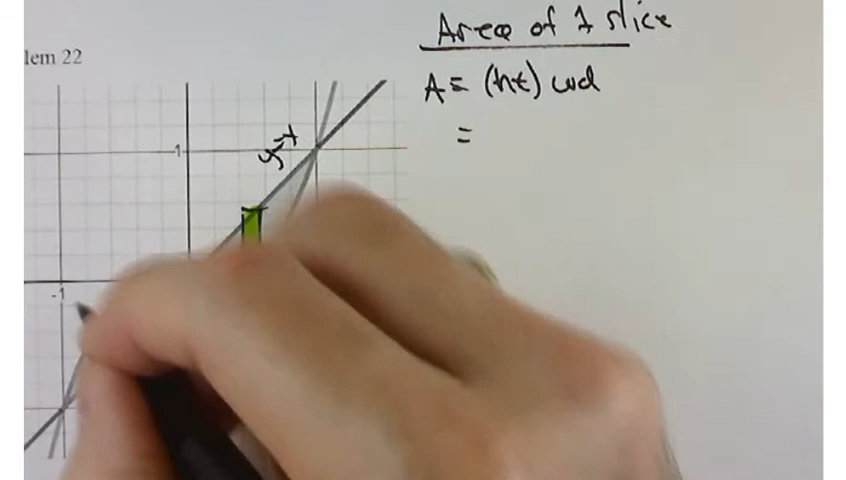 Area of 1 slice
lem 22
A = (ht) wd
=
1
y=x
-1